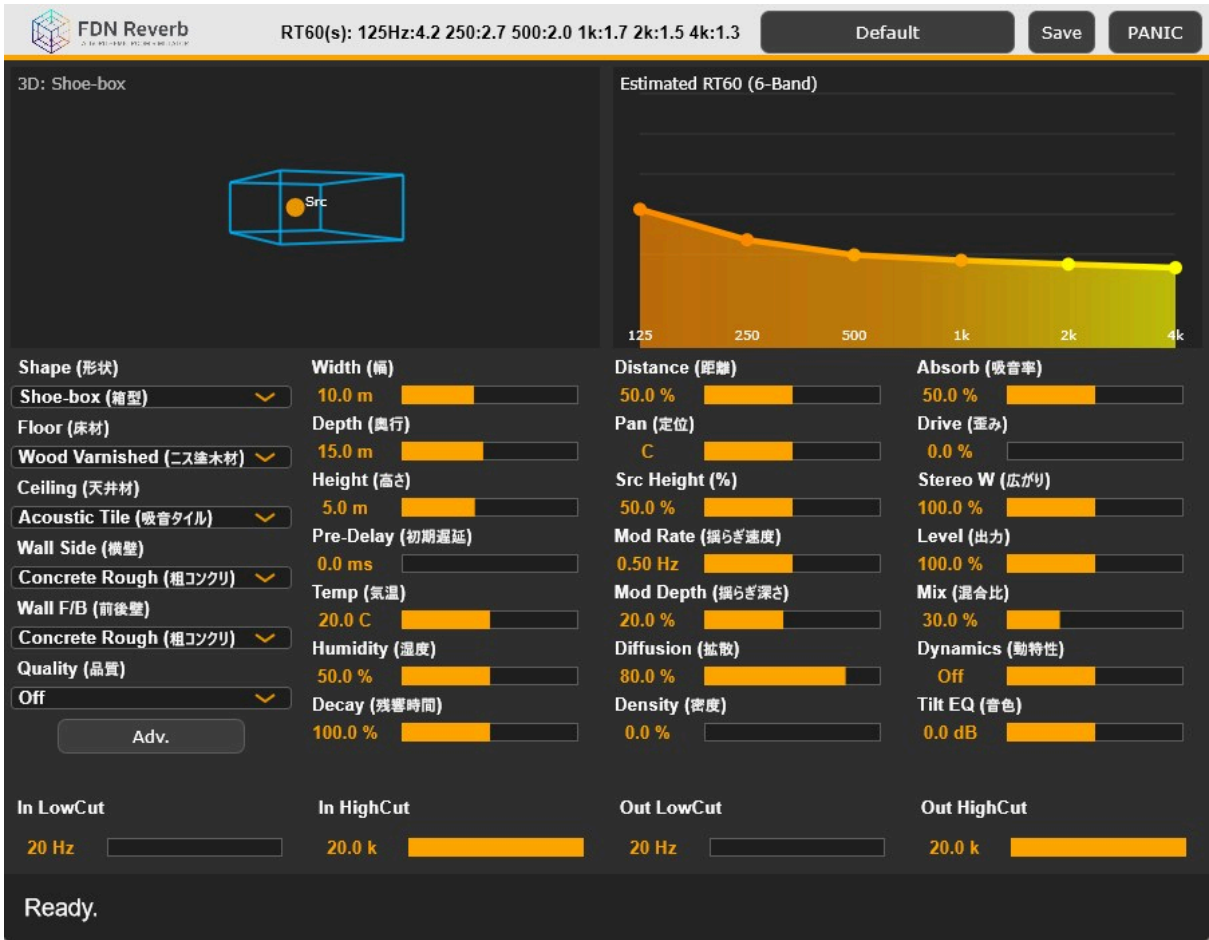 FDN Reverb
RT60(s): 125Hz:4.2 250:2.7 500:2.0 1k:1.7 2k:1.5 4k:1.3
Default
Save
PANIC
3D: Shoe-box
Src
Estimated RT60 (6-Band)
125 250 500 1k 2k 4k
Shape (形状)
Shoe-box (箱型)
Floor (床材)
Wood Varnished (ニス塗木材)
Ceiling (天井材)
Acoustic Tile (吸音タイル)
Wall Side (横壁)
Concrete Rough (粗コンクリ)
Wall F/B (前後壁)
Concrete Rough (粗コンクリ)
Quality (品質)
Off
Adv.
Width (幅)
10.0 m
Depth (奥行)
15.0 m
Height (高さ)
5.0 m
Pre-Delay (初期遅延)
0.0 ms
Temp (気温)
20.0 C
Humidity (湿度)
50.0 %
Decay (残響時間)
100.0 %
Distance (距離)
50.0 %
Pan (定位)
C
Src Height (%)
50.0 %
Mod Rate (揺らぎ速度)
0.50 Hz
Mod Depth (揺らぎ深さ)
20.0 %
Diffusion (拡散)
80.0 %
Density (密度)
0.0 %
Absorb (吸音率)
50.0 %
Drive (歪み)
0.0 %
Stereo W (広がり)
100.0 %
Level (出力)
100.0 %
Mix (混合比)
30.0 %
Dynamics (動特性)
Off
Tilt EQ (音色)
0.0 dB
In LowCut
20 Hz
In HighCut
20.0 k
Out LowCut
20 Hz
Out HighCut
20.0 k
Ready.